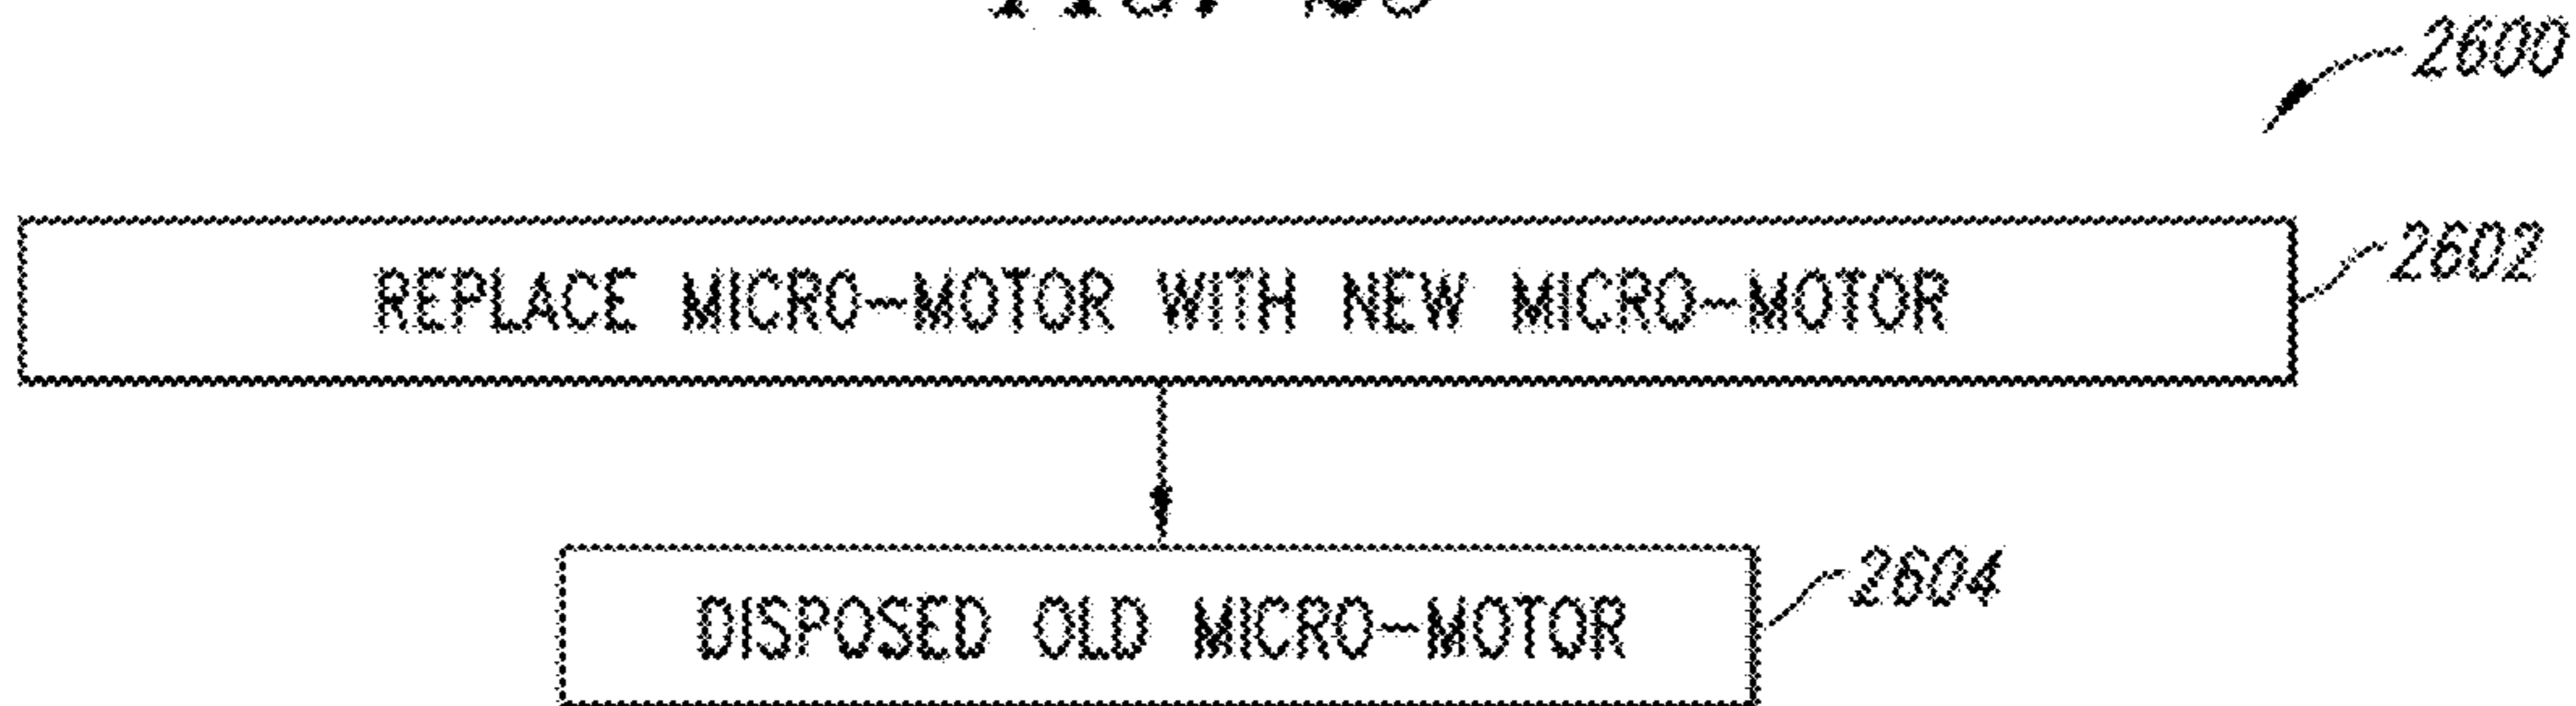 2600
REPLACE MICRO-MOTOR WITH NEW MICRO-MOTOR 2602
DISPOSED OLD MICRO-MOTOR 2604